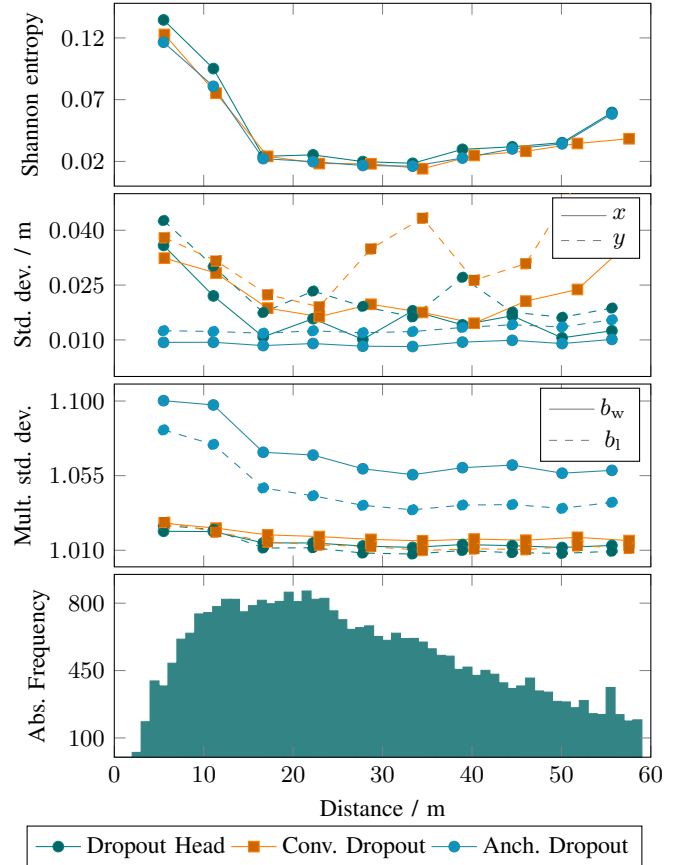 Shannon entropy
0.12
0.07
0.02
Std. dev. / m
0.040
0.025
0.010
x
y
Mult. std. dev.
1.100
1.055
1.010
b_w
b_l
Abs. Frequency
800
450
100
0 10 20 30 40 50 60
Distance / m
Dropout Head Conv. Dropout Anch. Dropout